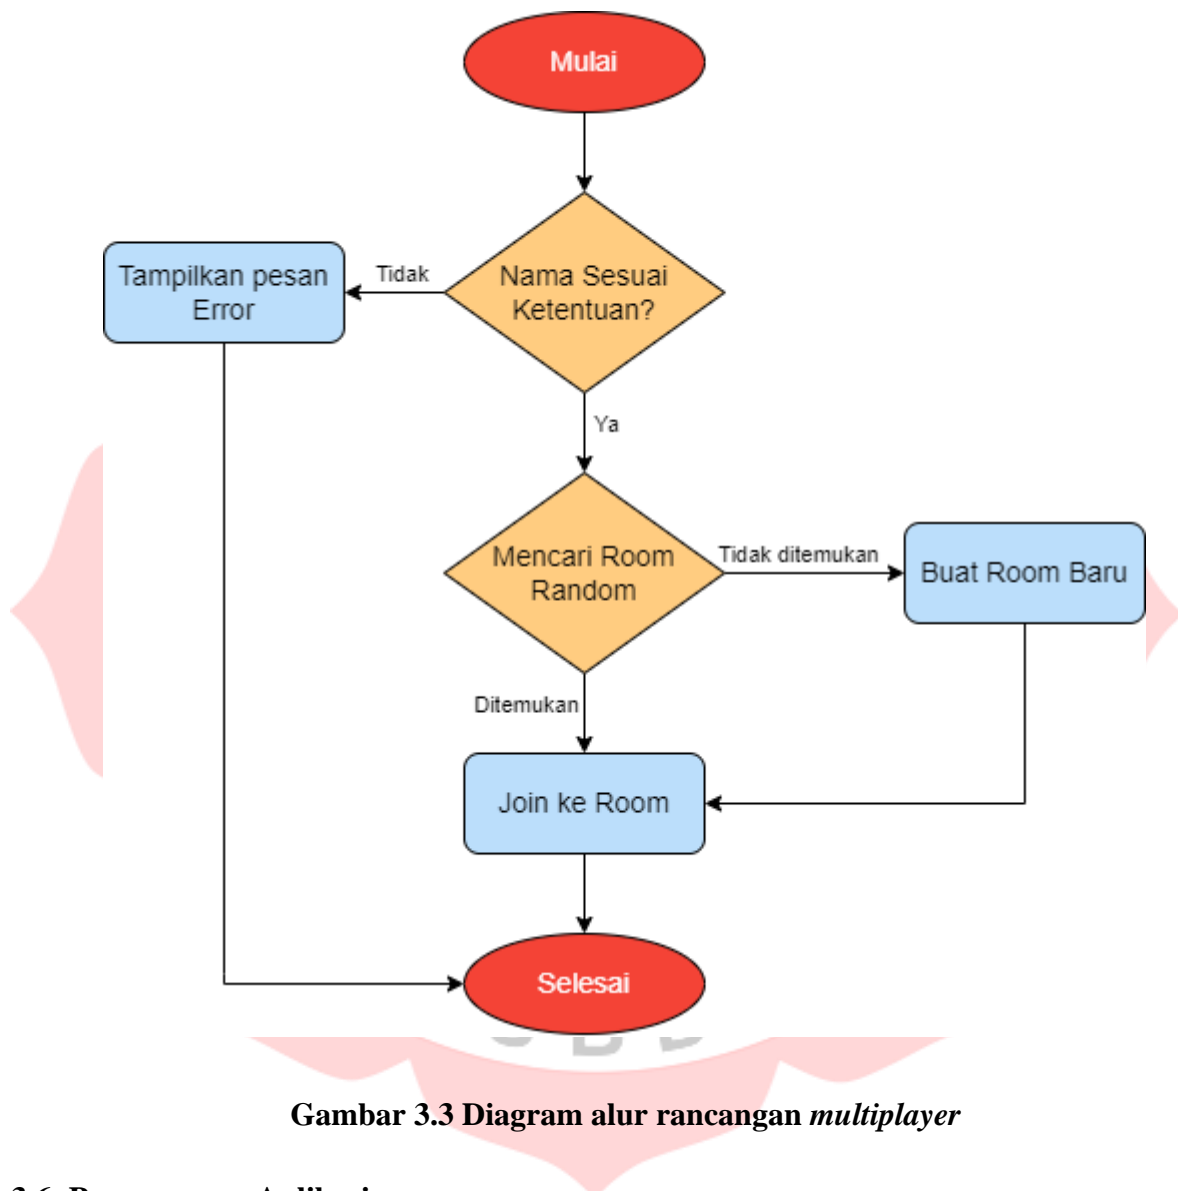 Mulai
Nama Sesuai
Ketentuan?
Tidak
Tampilkan pesan
Error
Ya
Mencari Room
Random
Tidak ditemukan
Buat Room Baru
Ditemukan
Join ke Room
Selesai
Gambar 3.3 Diagram alur rancangan multiplayer